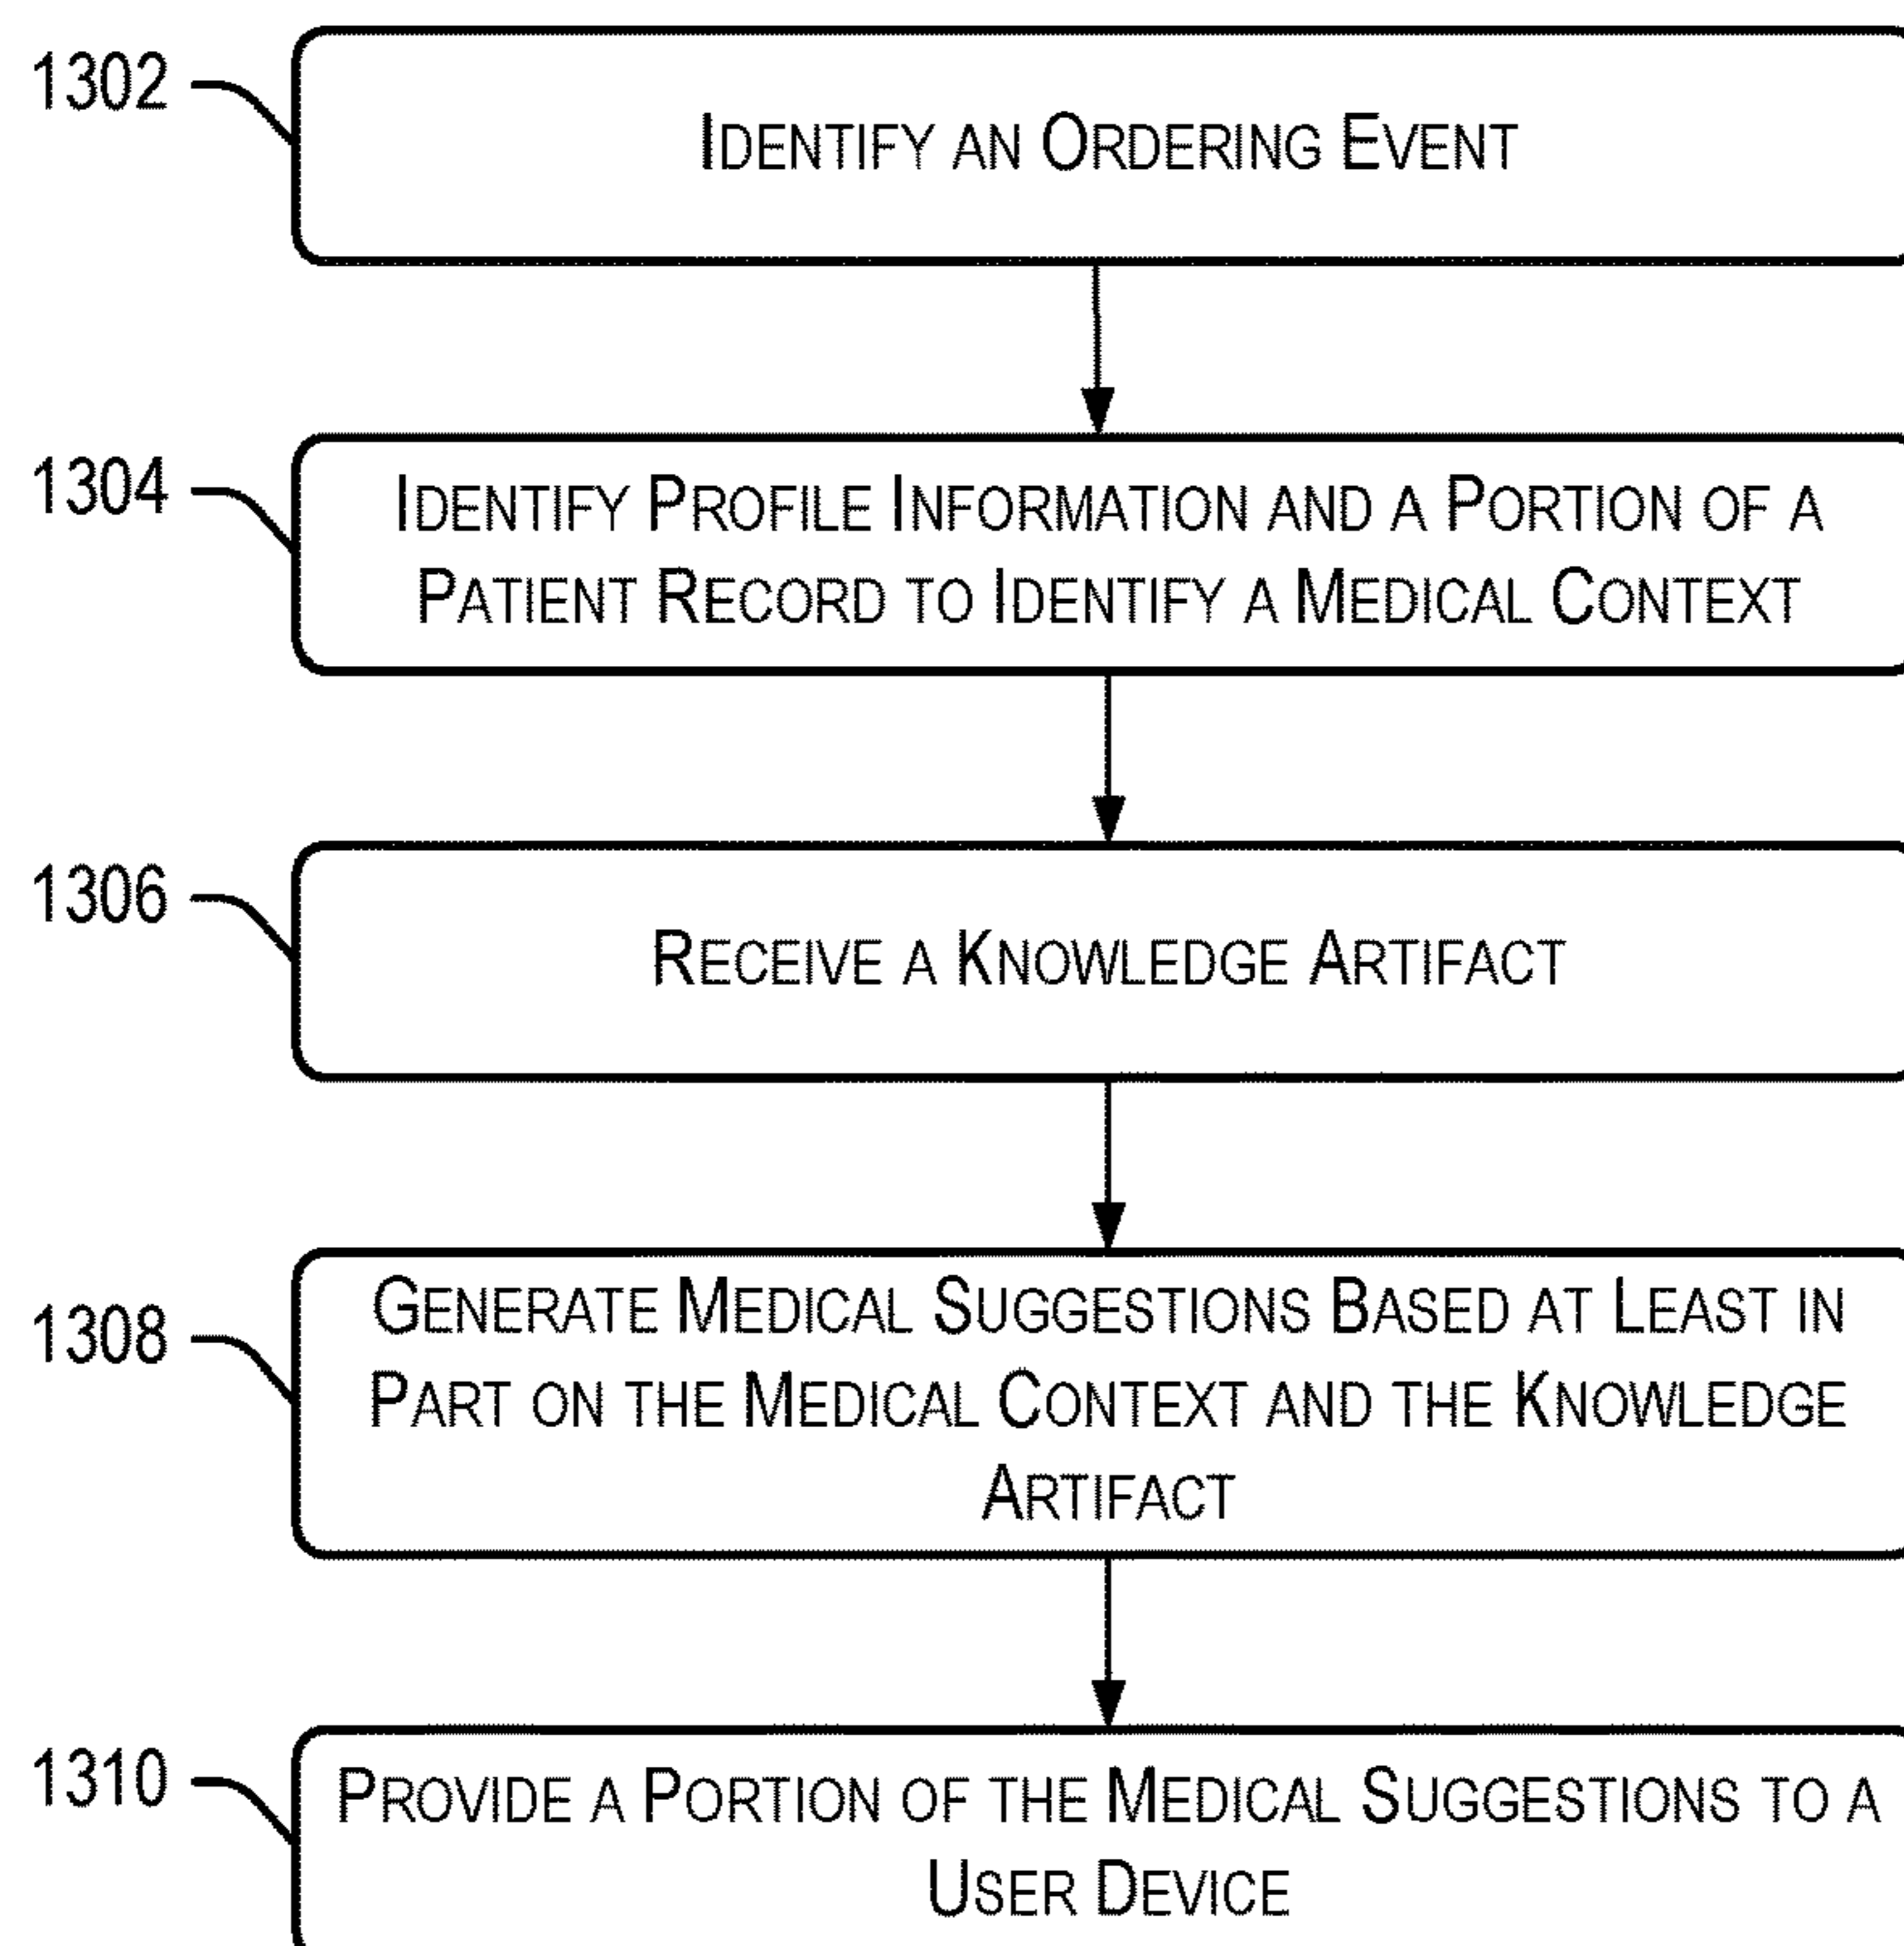 1302
IDENTIFY AN ORDERING EVENT
1304
IDENTIFY PROFILE INFORMATION AND A PORTION OF A
PATIENT RECORD TO IDENTIFY A MEDICAL CONTEXT
1306
RECEIVE A KNOWLEDGE ARTIFACT
1308
GENERATE MEDICAL SUGGESTIONS BASED AT LEAST IN
PART ON THE MEDICAL CONTEXT AND THE KNOWLEDGE
ARTIFACT
1310
PROVIDE A PORTION OF THE MEDICAL SUGGESTIONS TO A
USER DEVICE